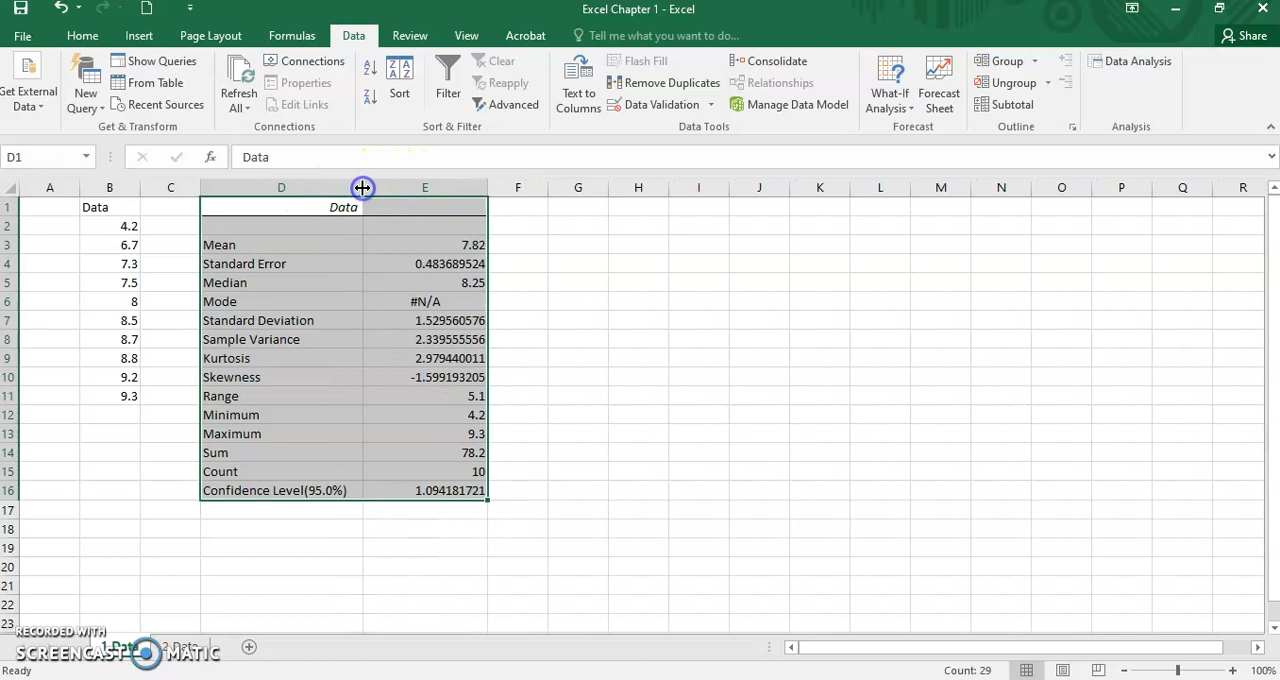 Excel Chapter 1 - Excel
File Home Insert Page Layout Formulas Data Review View Acrobat Tell me what you want to do... Share
Get External Data
New Query
Show Queries
From Table
Recent Sources
Get & Transform
Refresh All
Connections
Properties
Edit Links
Connections
Sort
Filter
Clear
Reapply
Advanced
Sort & Filter
Text to Columns
Flash Fill
Remove Duplicates
Data Validation
Consolidate
Relationships
Manage Data Model
Data Tools
What-If Analysis
Forecast Sheet
Forecast
Group
Ungroup
Subtotal
Outline
Data Analysis
Analysis
D1 fx Data
A B C D E F G H I J K L M N O P Q R
1 Data Data
2 4.2
3 6.7 Mean 7.82
4 7.3 Standard Error 0.483689524
5 7.5 Median 8.25
6 8 Mode #N/A
7 8.5 Standard Deviation 1.529560576
8 8.7 Sample Variance 2.339555556
9 8.8 Kurtosis 2.979440011
10 9.2 Skewness -1.599193205
11 9.3 Range 5.1
12 Minimum 4.2
13 Maximum 9.3
14 Sum 78.2
15 Count 10
16 Confidence Level(95.0%) 1.094181721
17
18
19
20
21
22
23
RECORDED WITH
SCREENCAST MATIC
1 Data 2 Data
Ready Count: 29 100%